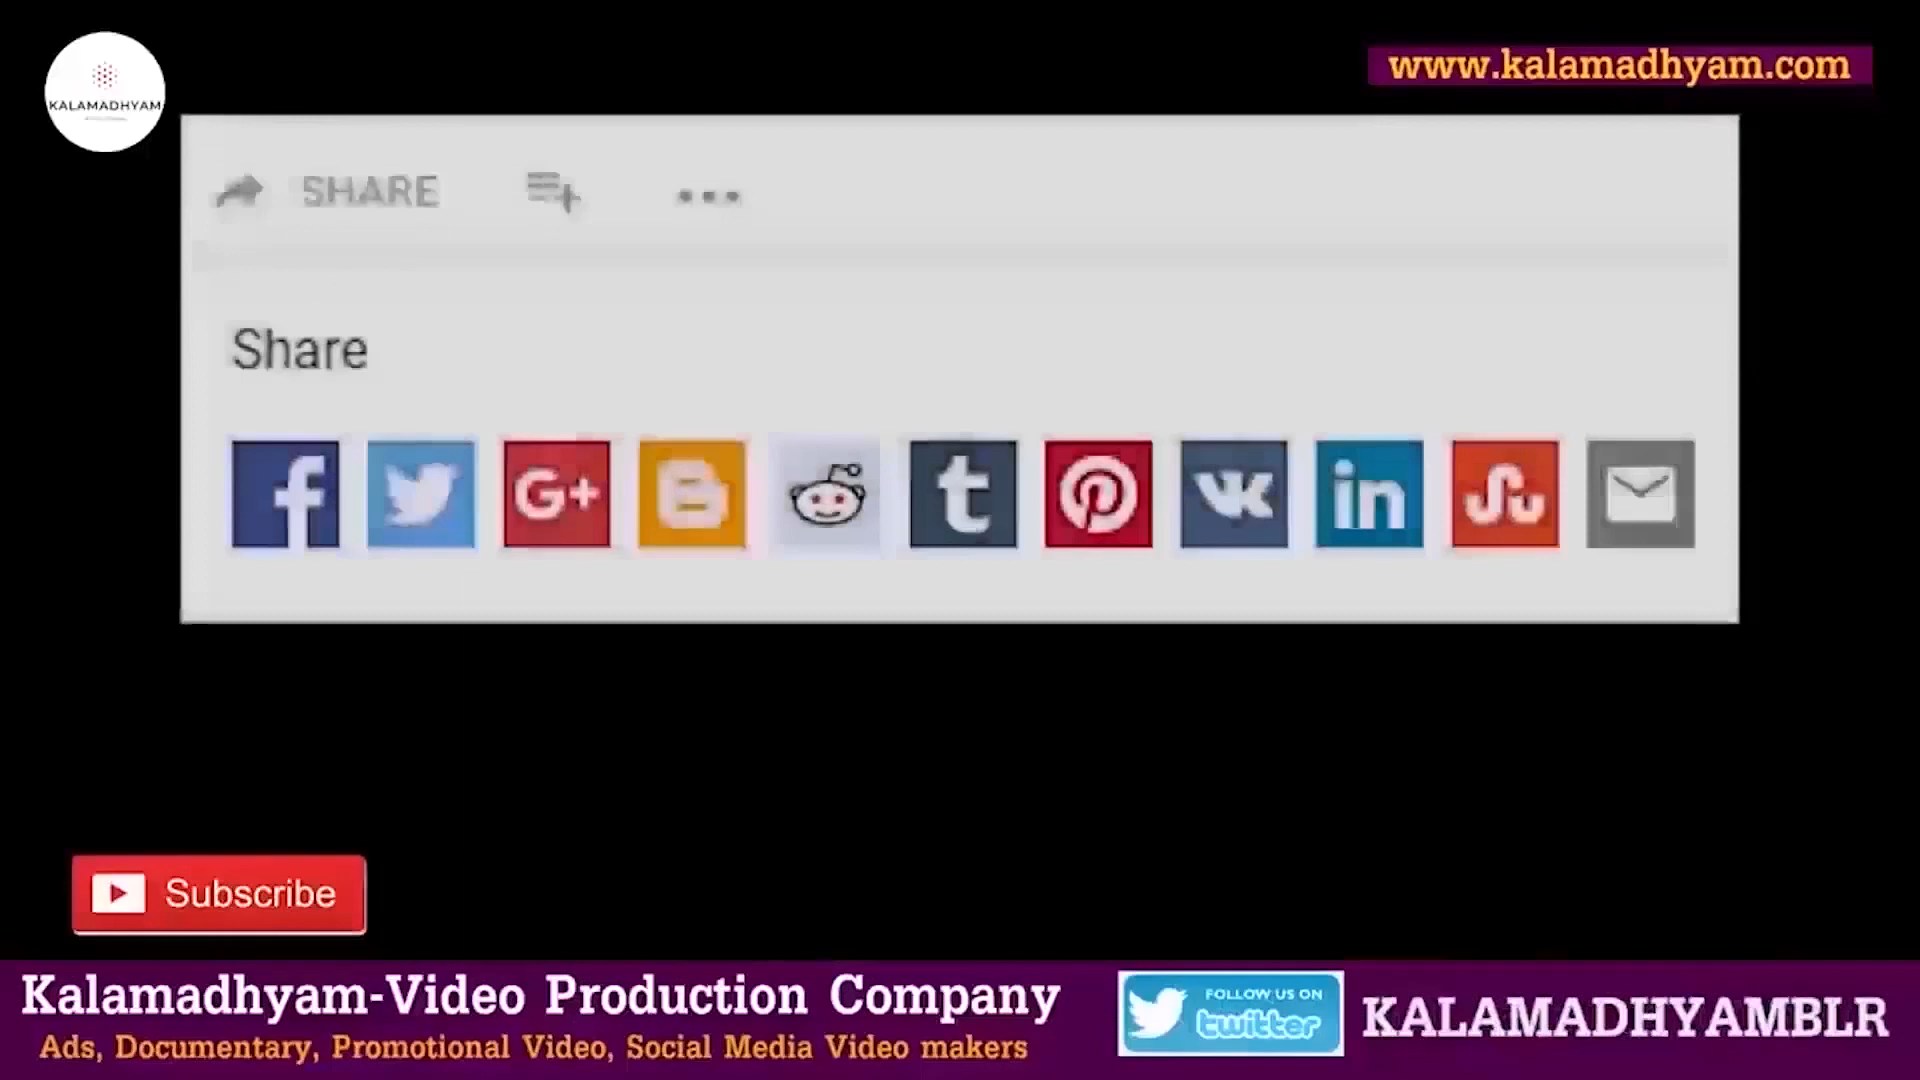 KALAMADHYAM
www.kalamadhyam.com
SHARE
Share
f
G+
B
t
VK
in
Subscribe
Kalamadhyam-Video Production Company
Ads, Documentary, Promotional Video, Social Media Video makers
FOLLOW US ON
twitter
KALAMADHYAMBLR